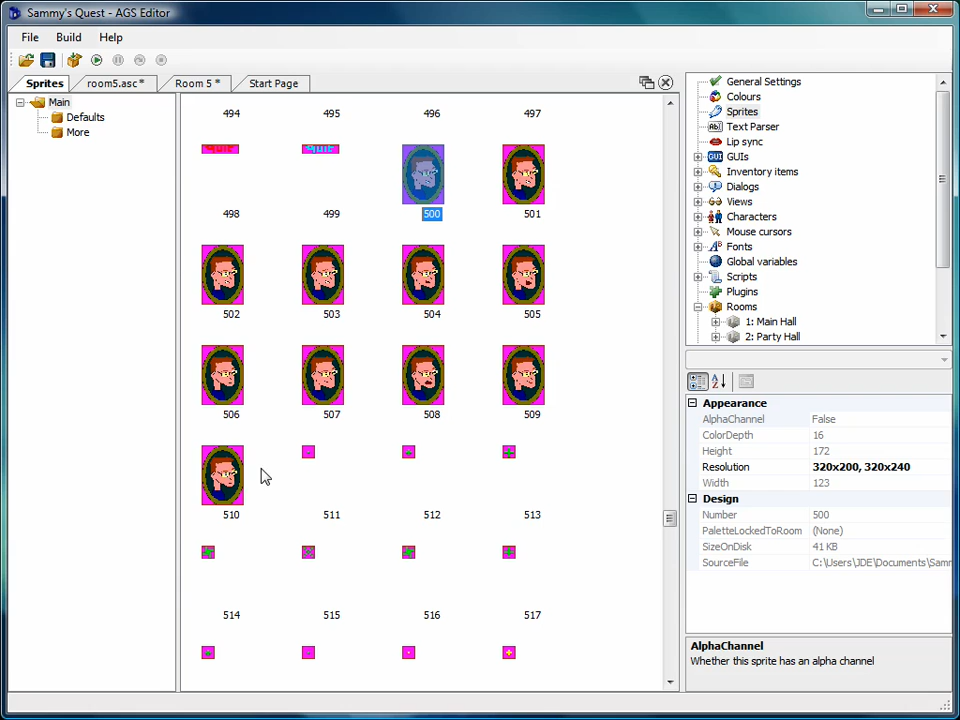 Sammy's Quest - AGS Editor
File Build Help
Sprites room5.asc* Room 5 * Start Page
Main
Defaults
More
494 495 496 497
498 499 500 501
502 503 504 505
506 507 508 509
510 511 512 513
514 515 516 517
General Settings
Colours
Sprites
Text Parser
Lip sync
GUI GUIs
Inventory items
Dialogs
Views
Characters
Mouse cursors
Fonts
Global variables
Scripts
Plugins
Rooms
1: Main Hall
2: Party Hall
Appearance
AlphaChannel False
ColorDepth 16
Height 172
Resolution 320x200, 320x240
Width 123
Design
Number 500
PaletteLockedToRoom (None)
SizeOnDisk 41 KB
SourceFile C:\Users\JDE\Documents\Samm
AlphaChannel
Whether this sprite has an alpha channel